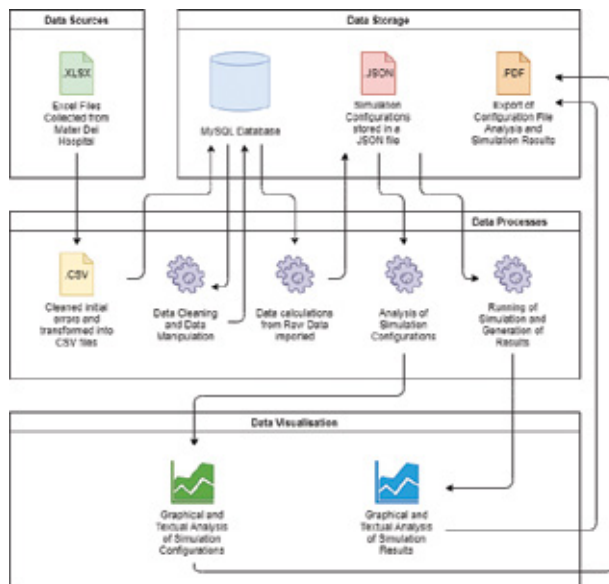 Data Sources
Data Storage
.XLSX
.JSON
.PDF
Excel Files
Collected from
Mater Dei
Hospital
MySQL Database
Simulation
Configurations
stored in a
JSON file
Export of
Configuration File
Analysis and
Simulation Results
Data Processes
.CSV
Cleaned initial
errors and
transformed into
CSV files
Data Cleaning
and Data
Manipulation
Data calculations
from Raw Data
imported
Analysis of
Simulation
Configurations
Running of
Simulation and
Generation of
Results
Data Visualisation
Graphical and
Textual Analysis
of Simulation
Configurations
Graphical and
Textual Analysis
of Simulation
Results